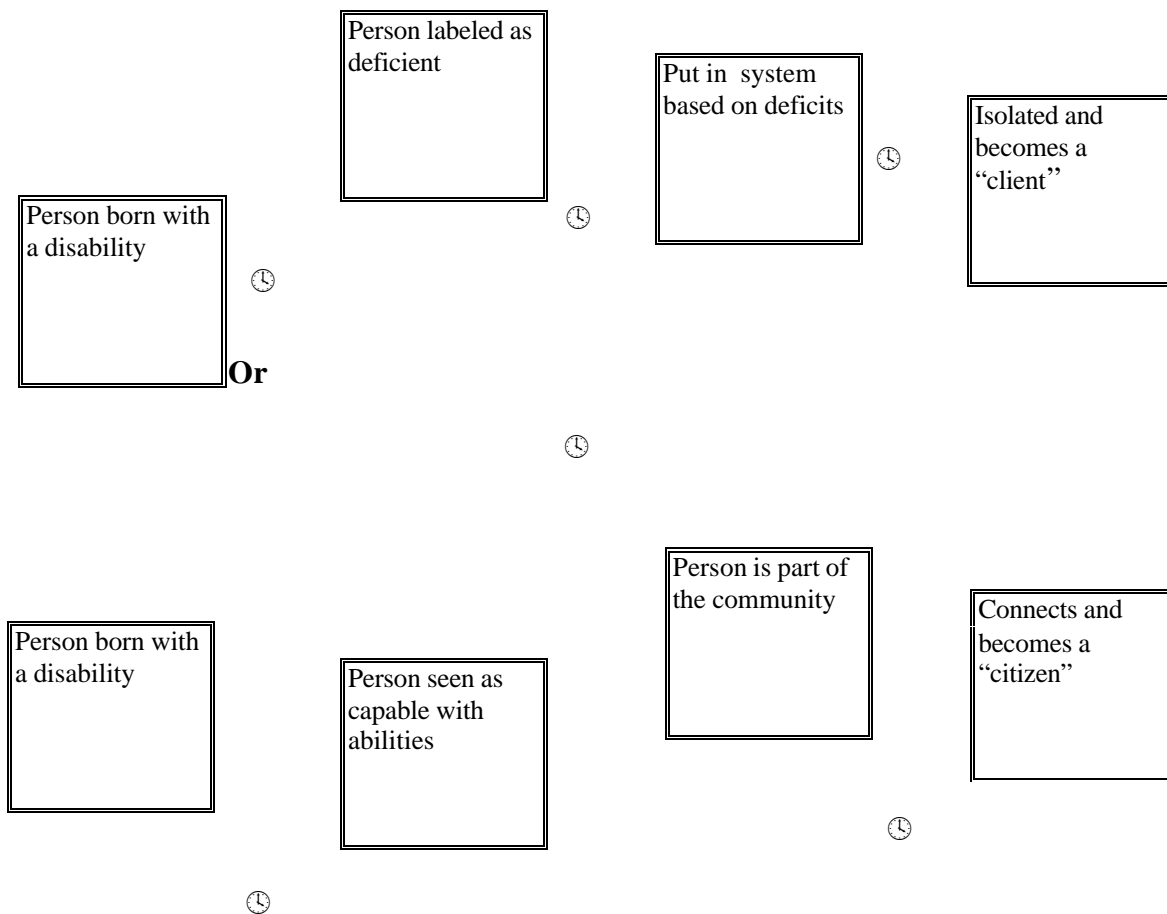 Person born with
a disability
Person labeled as
deficient
Put in system
based on deficits
Isolated and
becomes a
“client”
Or
Person born with
a disability
Person seen as
capable with
abilities
Person is part of
the community
Connects and
becomes a
“citizen”